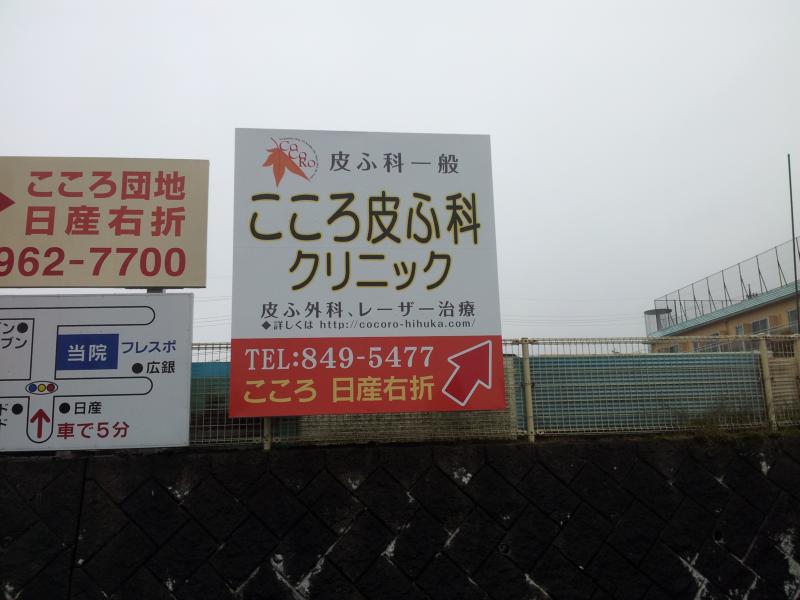 こころ団地
日産右折
962-7700
ブン
当院
フレスポ
広銀
日産
車で5分
CoCoRo
皮ふ科一般
こころ皮ふ科
クリニック
皮ふ外科、レーザー治療
◆詳しくは http://cocoro-hihuka.com/
TEL:849-5477
こころ 日産右折